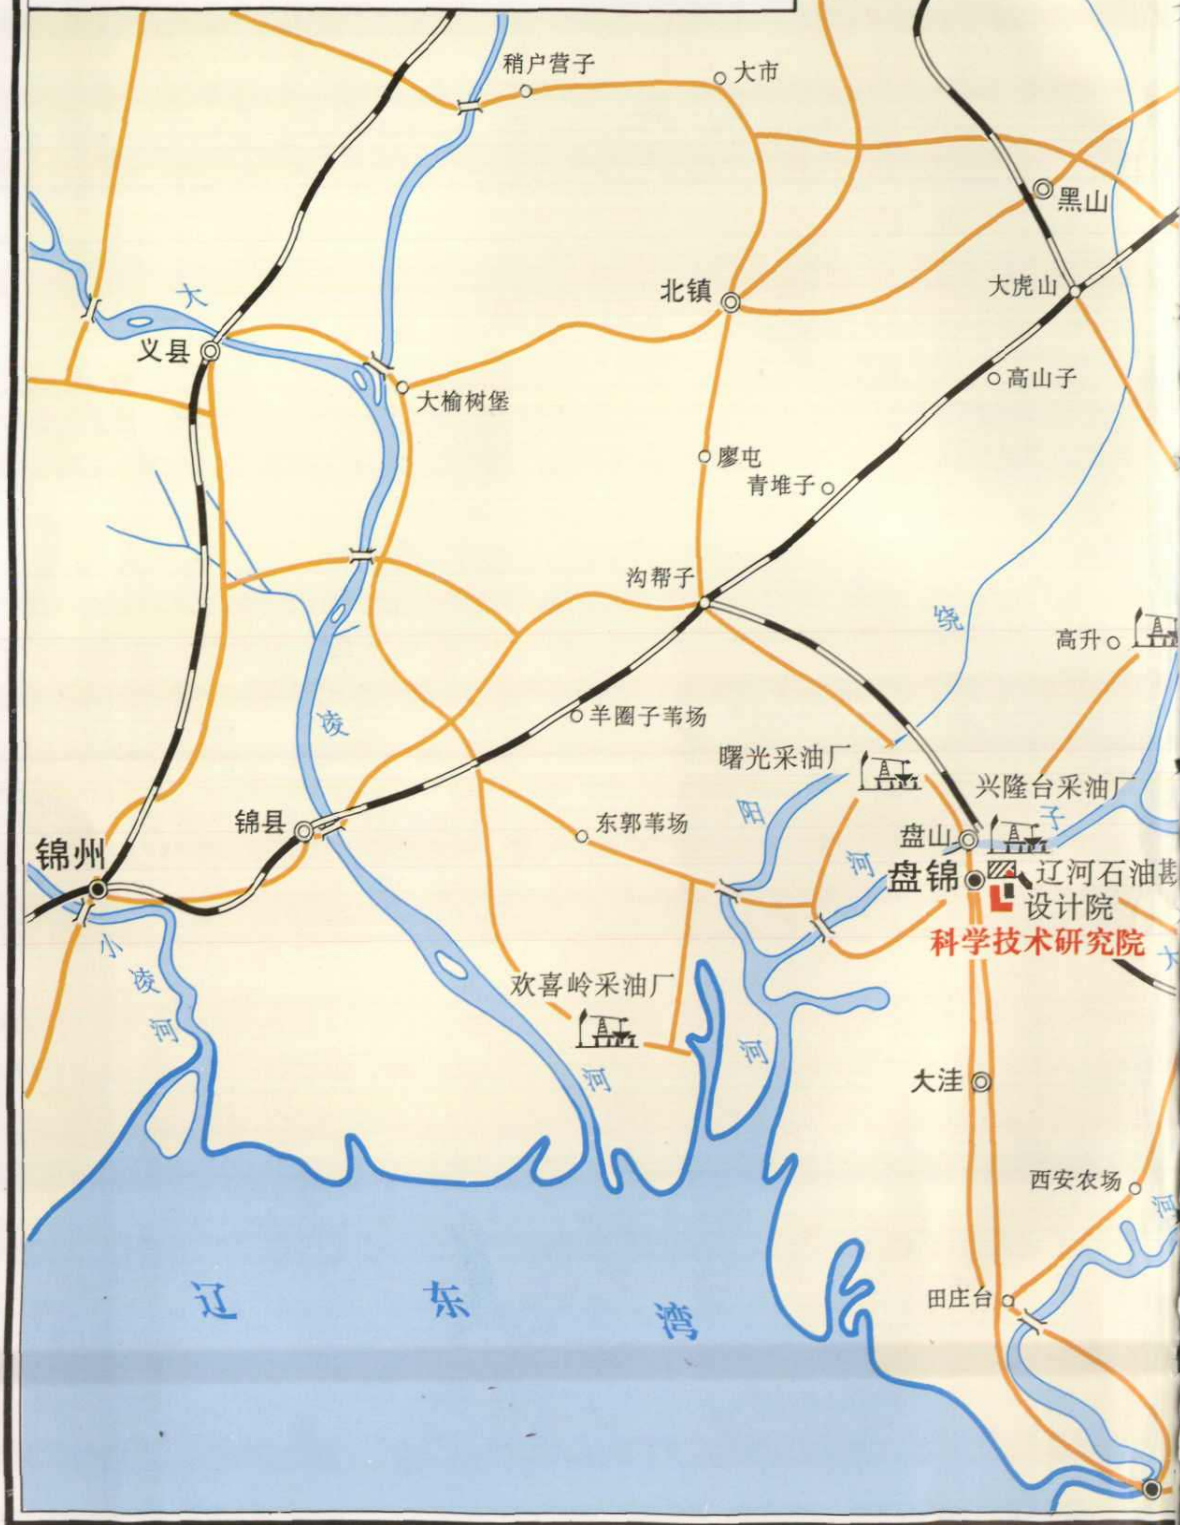 稍户营子
大市
黑山
大
北镇
大虎山
义县
高山子
大榆树堡
廖屯
青堆子
沟帮子
绕
高升
凌
羊圈子苇场
曙光采油厂
兴隆台采油厂
阳
子
锦县
东郭苇场
盘山
锦州
河
盘锦
辽河石油勘
设计院
科学技术研究院
小
凌
河
大
欢喜岭采油厂
河
河
大洼
西安农场
河
田庄台
辽东湾